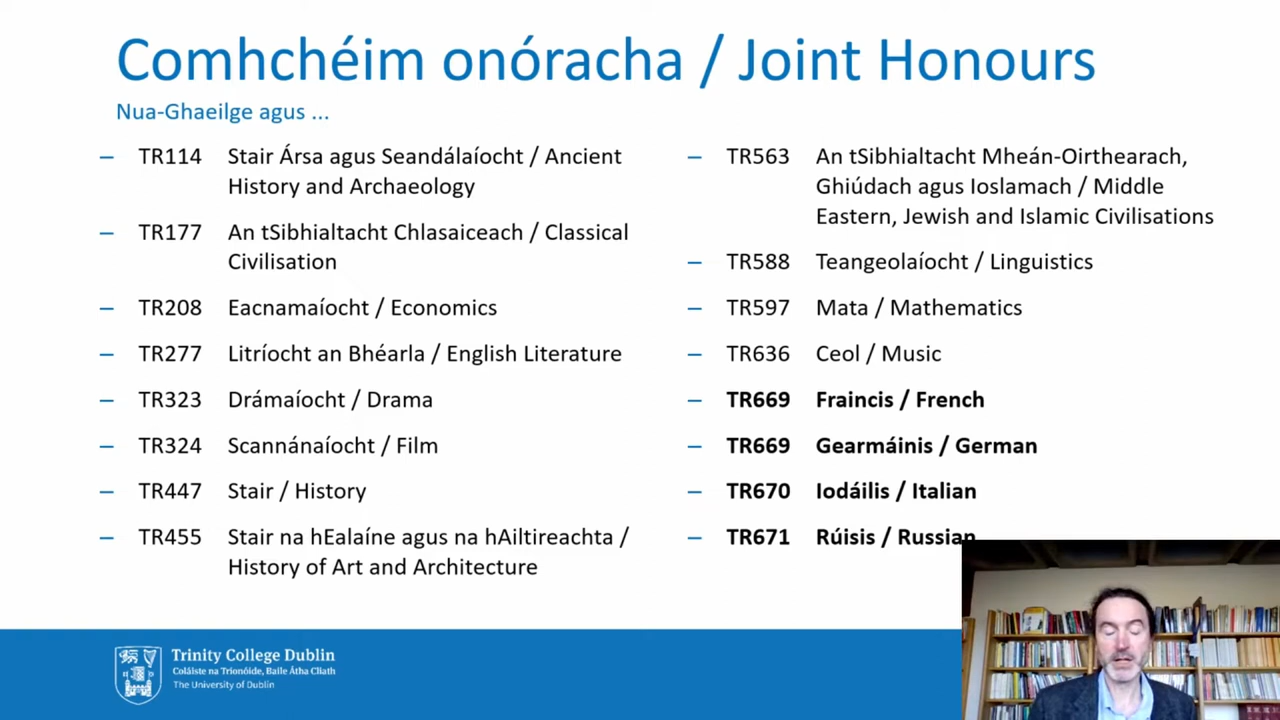 Comhchéim onóracha / Joint Honours
Nua-Ghaeilge agus ...
– TR114 Stair Ársa agus Seandálaíocht / Ancient
History and Archaeology
– TR177 An tSibhialtacht Chlasaiceach / Classical
Civilisation
– TR208 Eacnamaíocht / Economics
– TR277 Litríocht an Bhéarla / English Literature
– TR323 Drámaíocht / Drama
– TR324 Scannánaíocht / Film
– TR447 Stair / History
– TR455 Stair na hEalaíne agus na hAiltireachta /
History of Art and Architecture
– TR563 An tSibhialtacht Mheán-Oirthearach,
Ghiúdach agus Ioslamach / Middle
Eastern, Jewish and Islamic Civilisations
– TR588 Teangeolaíocht / Linguistics
– TR597 Mata / Mathematics
– TR636 Ceol / Music
– TR669 Fraincis / French
– TR669 Gearmáinis / German
– TR670 Iodáilis / Italian
– TR671 Rúisis / Russian
Trinity College Dublin
Coláiste na Tríonóide, Baile Átha Cliath
The University of Dublin